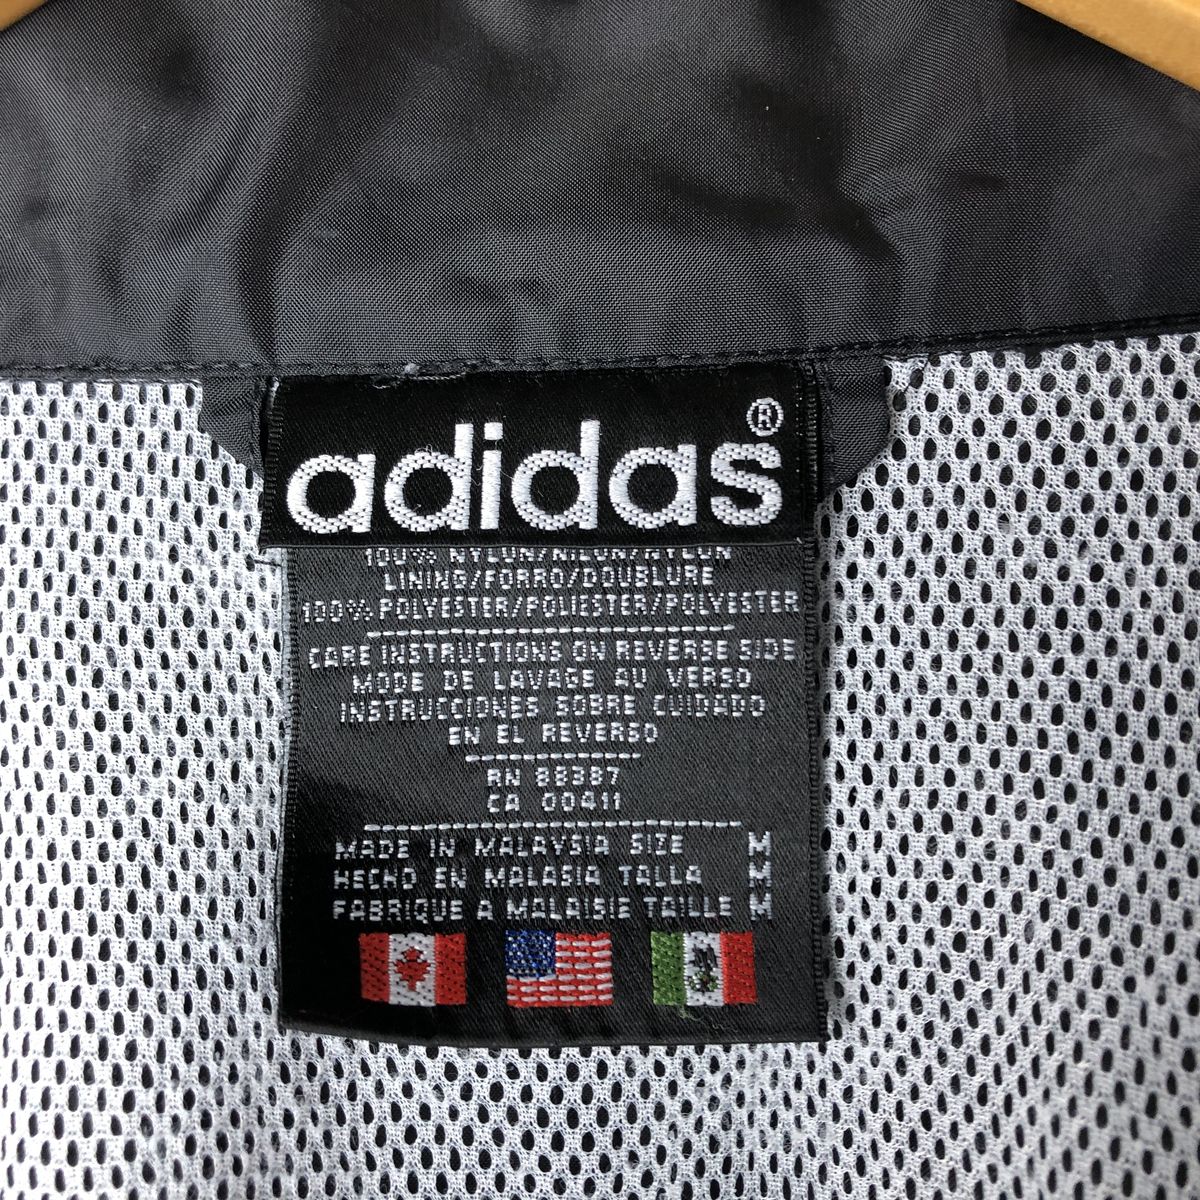 adidas®
100% NYLON/NILON/NYLON
LINING/FORRO/DOUBLURE
100% POLYESTER/POLIESTER/POLYESTER
CARE INSTRUCTIONS ON REVERSE SIDE
MODE DE LAVAGE AU VERSO
INSTRUCCIONES SOBRE CUIDADO
EN EL REVERSO
RN 88387
CA 00411
MADE IN MALAYSIA SIZE M
HECHO EN MALASIA TALLA M
FABRIQUE A MALAISIE TAILLE M